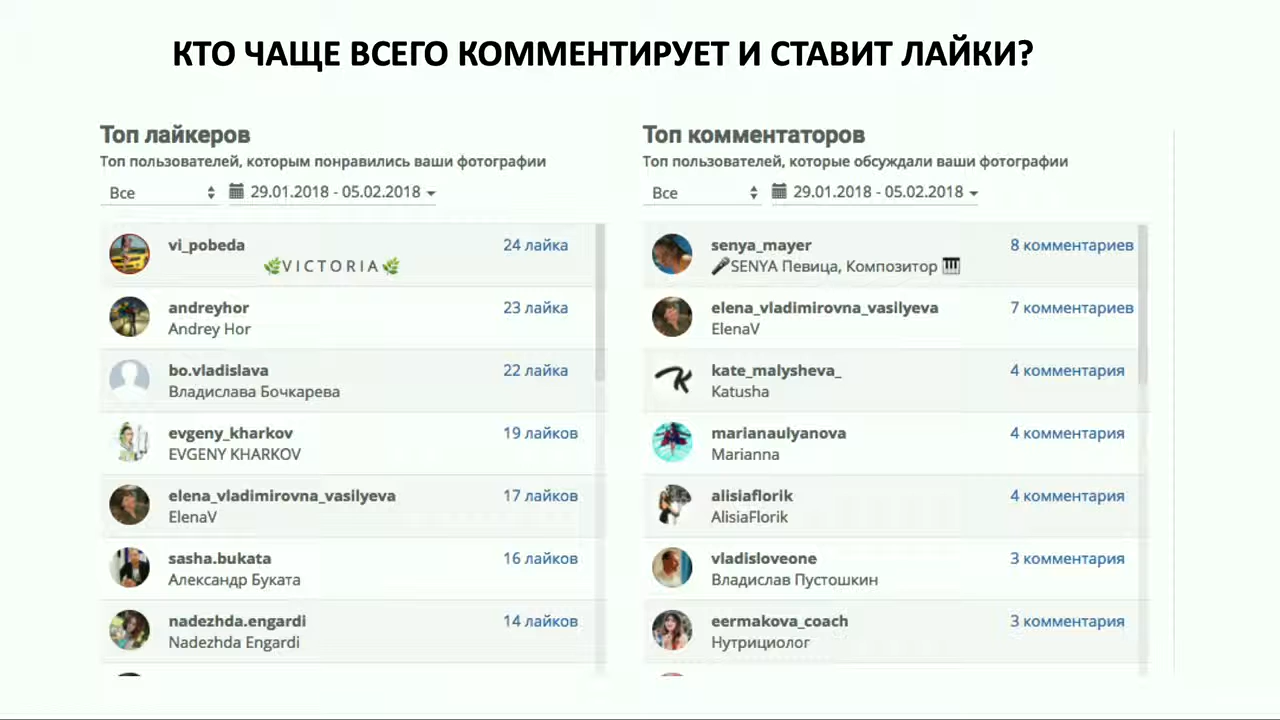 КТО ЧАЩЕ ВСЕГО КОММЕНТИРУЕТ И СТАВИТ ЛАЙКИ?
Топ лайкеров
Топ пользователей, которым понравились ваши фотографии
Все 29.01.2018 - 05.02.2018
vi_pobeda 24 лайка
🌿V I C T O R I A🌿
andreyhor 23 лайка
Andrey Hor
bo.vladislava 22 лайка
Владислава Бочкарева
evgeny_kharkov 19 лайков
EVGENY KHARKOV
elena_vladimirovna_vasilyeva 17 лайков
ElenaV
sasha.bukata 16 лайков
Александр Буката
nadezhda.engardi 14 лайков
Nadezhda Engardi
Топ комментаторов
Топ пользователей, которые обсуждали ваши фотографии
Все 29.01.2018 - 05.02.2018
senya_mayer 8 комментариев
🎤SENYA Певица, Композитор 🎹
elena_vladimirovna_vasilyeva 7 комментариев
ElenaV
kate_malysheva_ 4 комментария
Katusha
marianaulyanova 4 комментария
Marianna
alisiaflorik 4 комментария
AlisiaFlorik
vladisloveone 3 комментария
Владислав Пустошкин
eermakova_coach 3 комментария
Нутрициолог